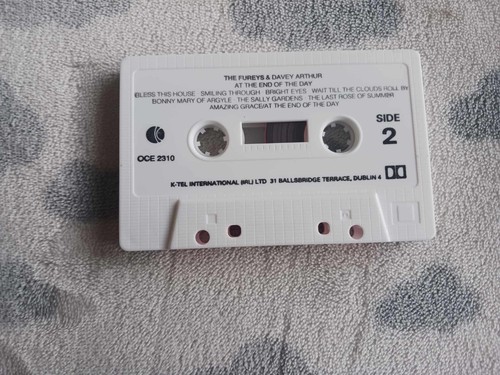 THE FUREYS & DAVEY ARTHUR
AT THE END OF THE DAY
BLESS THIS HOUSE SMILING THROUGH BRIGHT EYES WAIT TILL THE CLOUDS ROLL BY
BONNY MARY OF ARGYLE THE SALLY GARDENS THE LAST ROSE OF SUMMER
AMAZING GRACE/AT THE END OF THE DAY
K
SIDE
2
OCE 2310
K-TEL INTERNATIONAL (IRL) LTD 31 BALLSBRIDGE TERRACE, DUBLIN 4